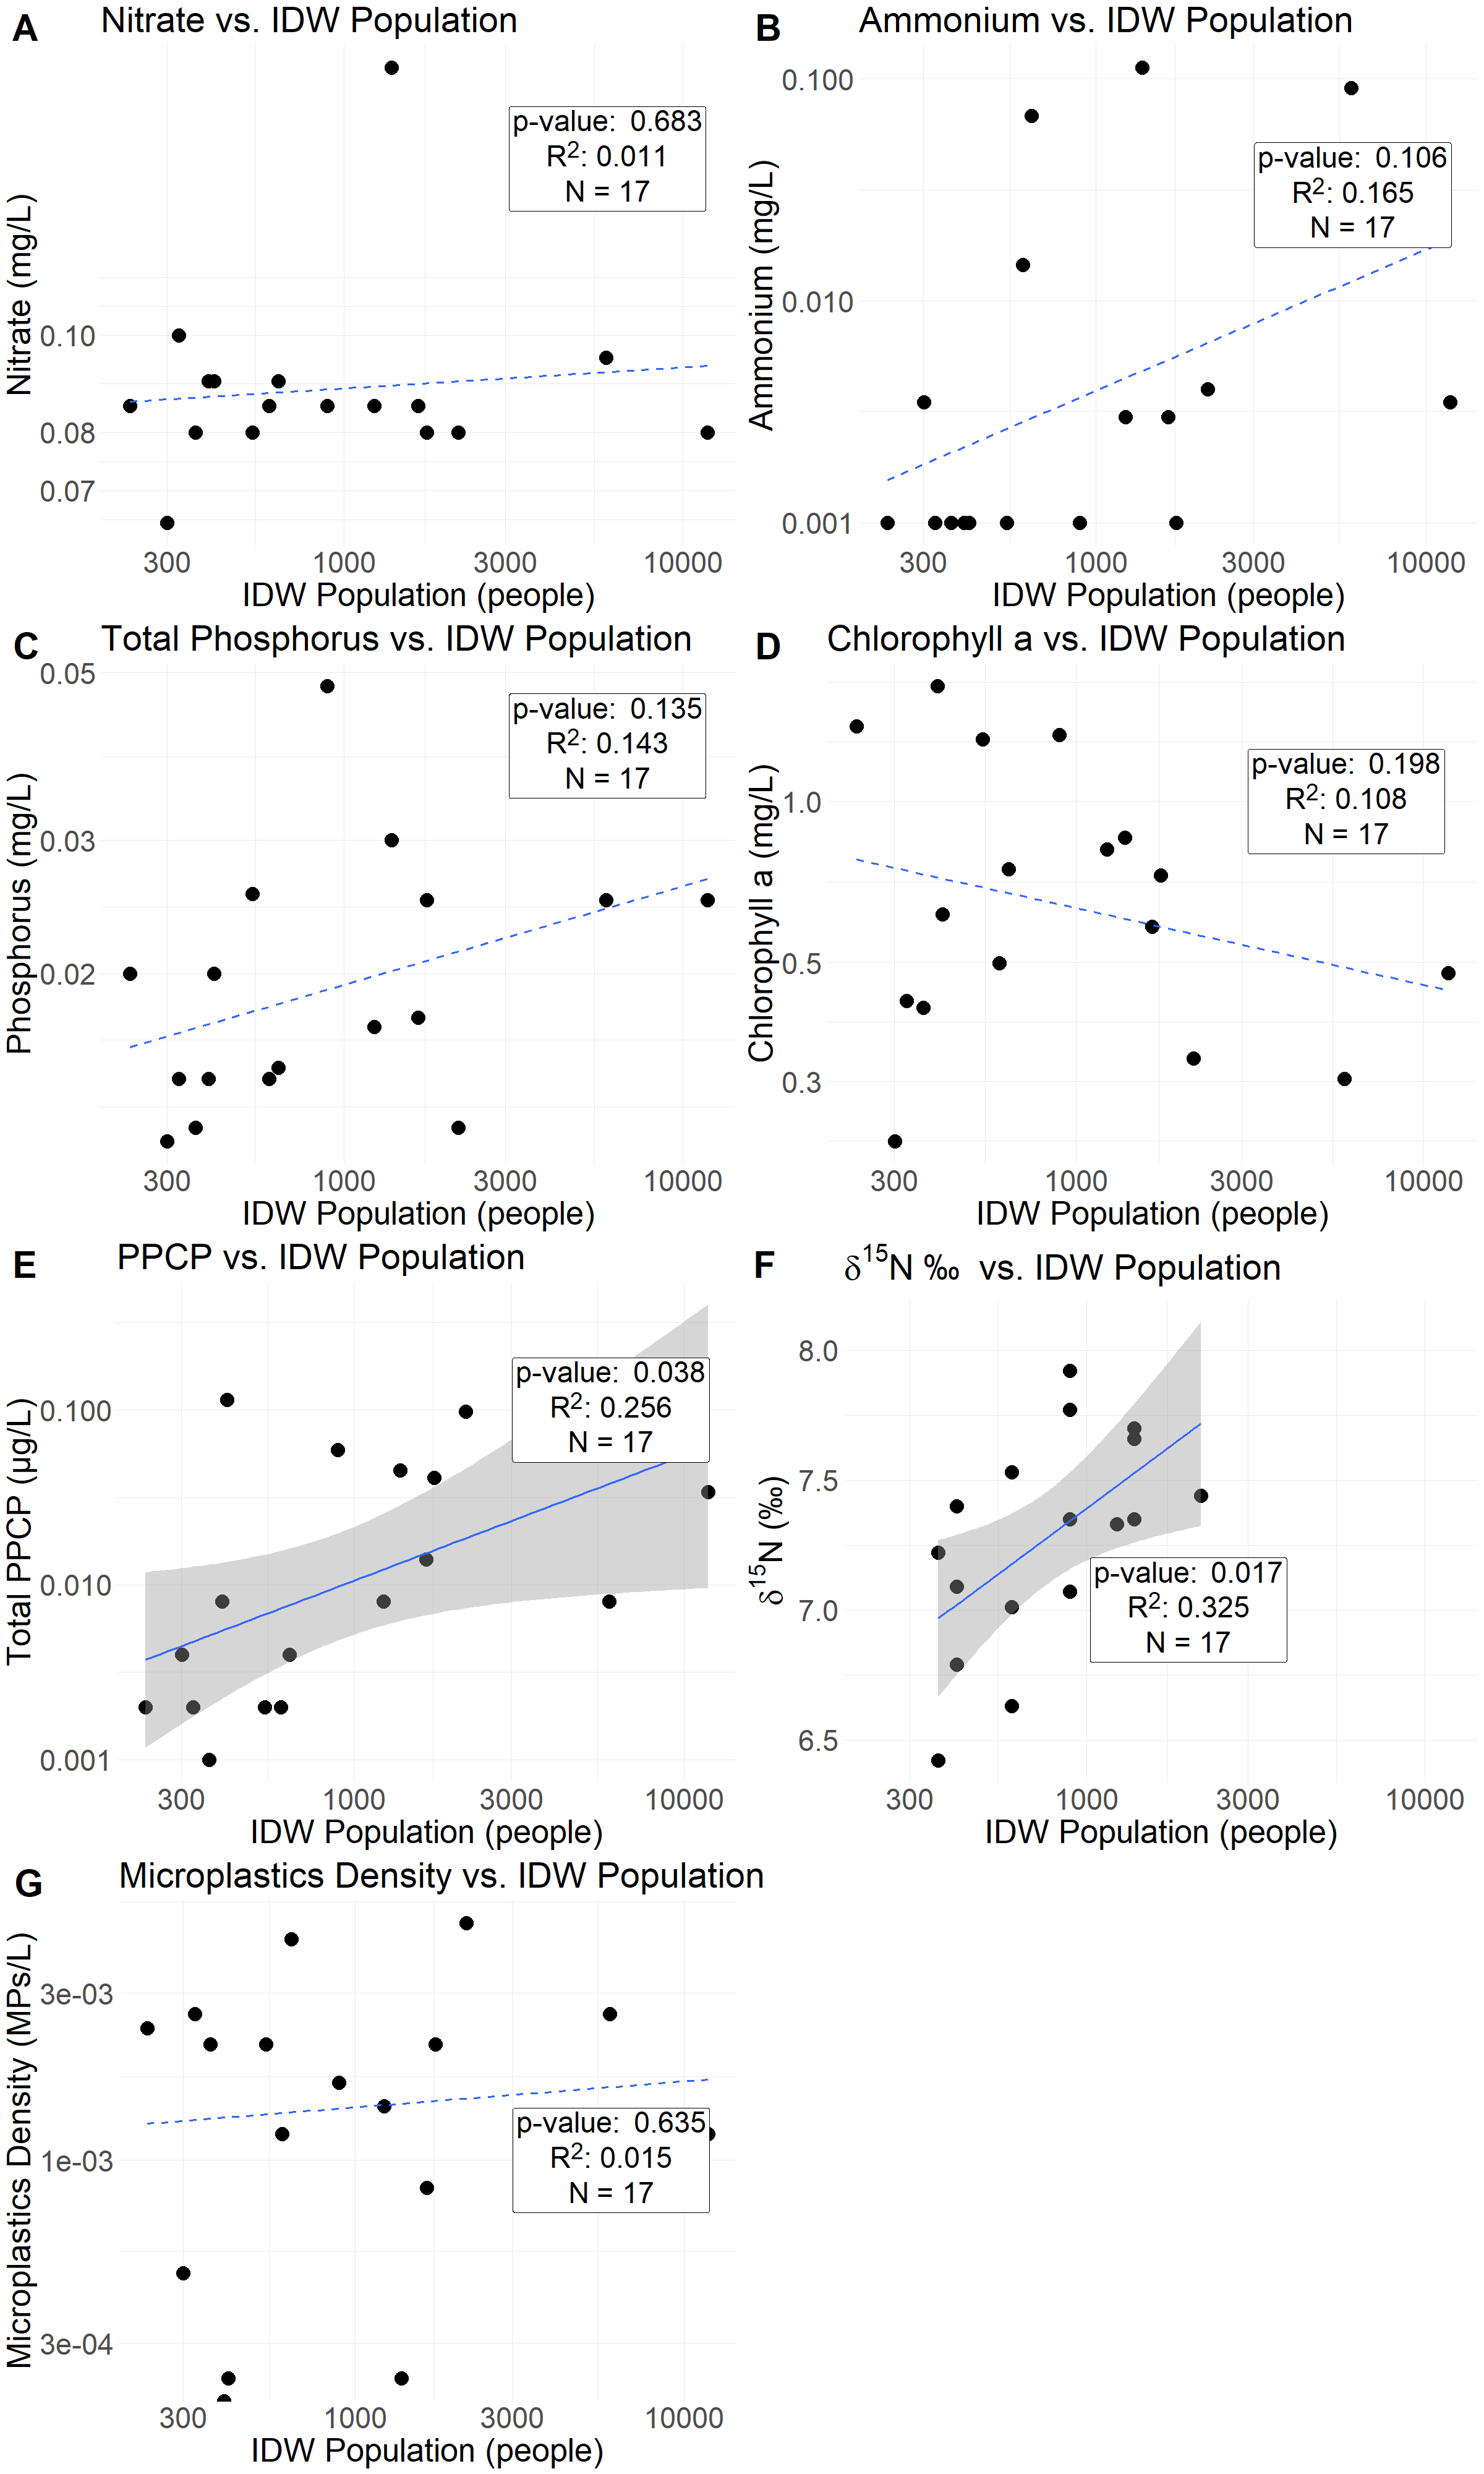 A Nitrate vs. IDW Population
Nitrate (mg/L)
0.10
0.08
0.07
p-value: 0.683
R2: 0.011
N = 17
300 1000 3000 10000
IDW Population (people)
B Ammonium vs. IDW Population
Ammonium (mg/L)
0.100
0.010
0.001
p-value: 0.106
R2: 0.165
N = 17
300 1000 3000 10000
IDW Population (people)
C Total Phosphorus vs. IDW Population
Phosphorus (mg/L)
0.05
0.03
0.02
p-value: 0.135
R2: 0.143
N = 17
300 1000 3000 10000
IDW Population (people)
D Chlorophyll a vs. IDW Population
Chlorophyll a (mg/L)
1.0
0.5
0.3
p-value: 0.198
R2: 0.108
N = 17
300 1000 3000 10000
IDW Population (people)
E PPCP vs. IDW Population
Total PPCP (μg/L)
0.100
0.010
0.001
p-value: 0.038
R2: 0.256
N = 17
300 1000 3000 10000
IDW Population (people)
F δ15N ‰ vs. IDW Population
δ15N (‰)
8.0
7.5
7.0
6.5
p-value: 0.017
R2: 0.325
N = 17
300 1000 3000 10000
IDW Population (people)
G Microplastics Density vs. IDW Population
Microplastics Density (MPs/L)
3e-03
1e-03
3e-04
p-value: 0.635
R2: 0.015
N = 17
300 1000 3000 10000
IDW Population (people)